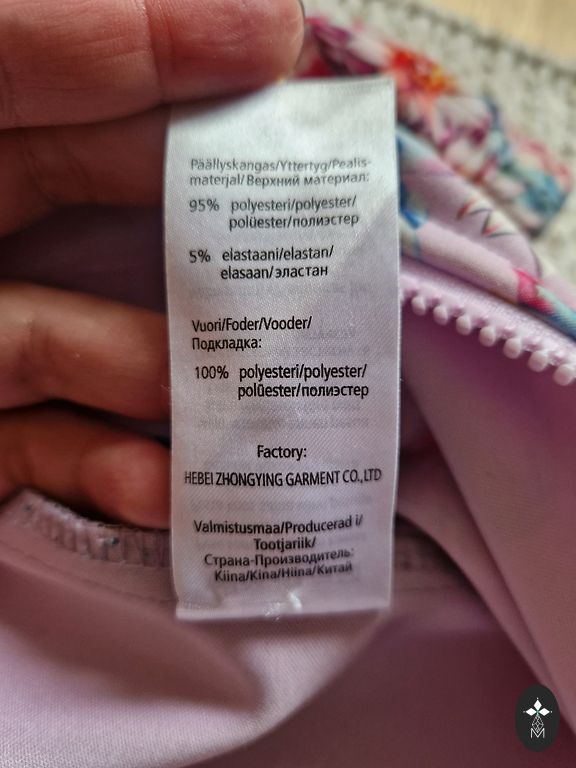 Päällyskangas/Yttertyg/Pealis-
materjal/Верхний материал:
95% polyesteri/polyester/
polüester/полиэстер
5% elastaani/elastan/
elasaan/эластан
Vuori/Foder/Vooder/
Подкладка:
100% polyesteri/polyester/
polüester/полиэстер
Factory:
HEBEI ZHONGYING GARMENT CO.,LTD
Valmistusmaa/Producerad i/
Tootjariik/
Страна-Производитель:
Kiina/Kina/Hiina/Китай